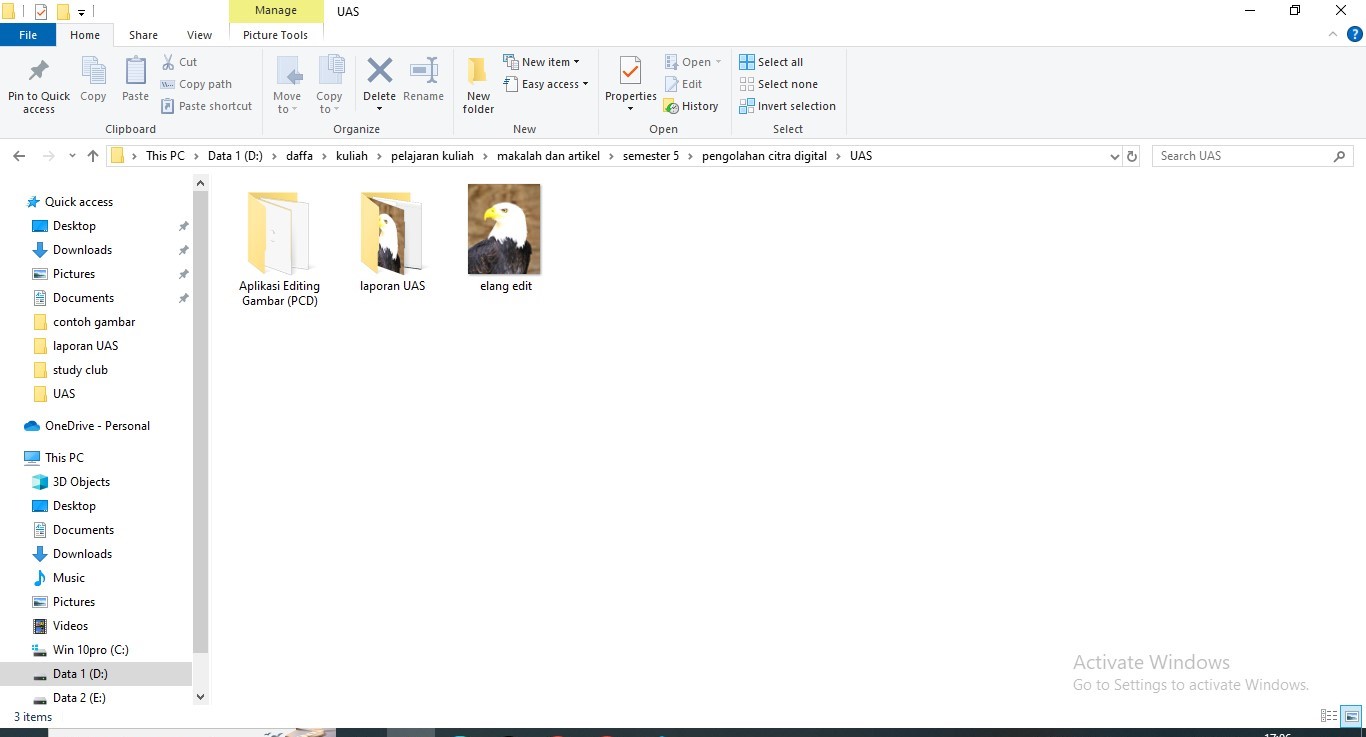 Manage
UAS
File
Home
Share
View
Picture Tools
Pin to Quick access
Copy
Paste
Cut
Copy path
Paste shortcut
Clipboard
Move to
Copy to
Delete
Rename
Organize
New folder
New item
Easy access
New
Properties
Open
Edit
History
Open
Select all
Select none
Invert selection
Select
This PC > Data 1 (D:) > daffa > kuliah > pelajaran kuliah > makalah dan artikel > semester 5 > pengolahan citra digital > UAS
Search UAS
Quick access
Desktop
Downloads
Pictures
Documents
contoh gambar
laporan UAS
study club
UAS
OneDrive - Personal
This PC
3D Objects
Desktop
Documents
Downloads
Music
Pictures
Videos
Win 10pro (C:)
Data 1 (D:)
Data 2 (E:)
Aplikasi Editing
Gambar (PCD)
laporan UAS
elang edit
Activate Windows
Go to Settings to activate Windows.
3 items